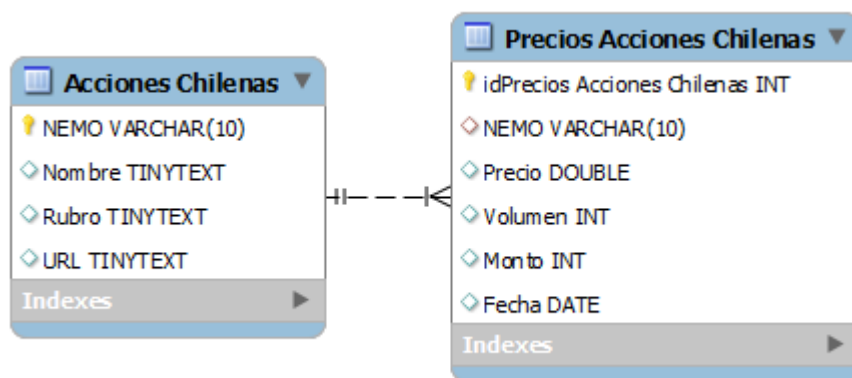 Acciones Chilenas
NEMO VARCHAR(10)
Nombre TINYTEXT
Rubro TINYTEXT
URL TINYTEXT
Indexes
Precios Acciones Chilenas
idPrecios Acciones Chilenas INT
NEMO VARCHAR(10)
Precio DOUBLE
Volumen INT
Monto INT
Fecha DATE
Indexes